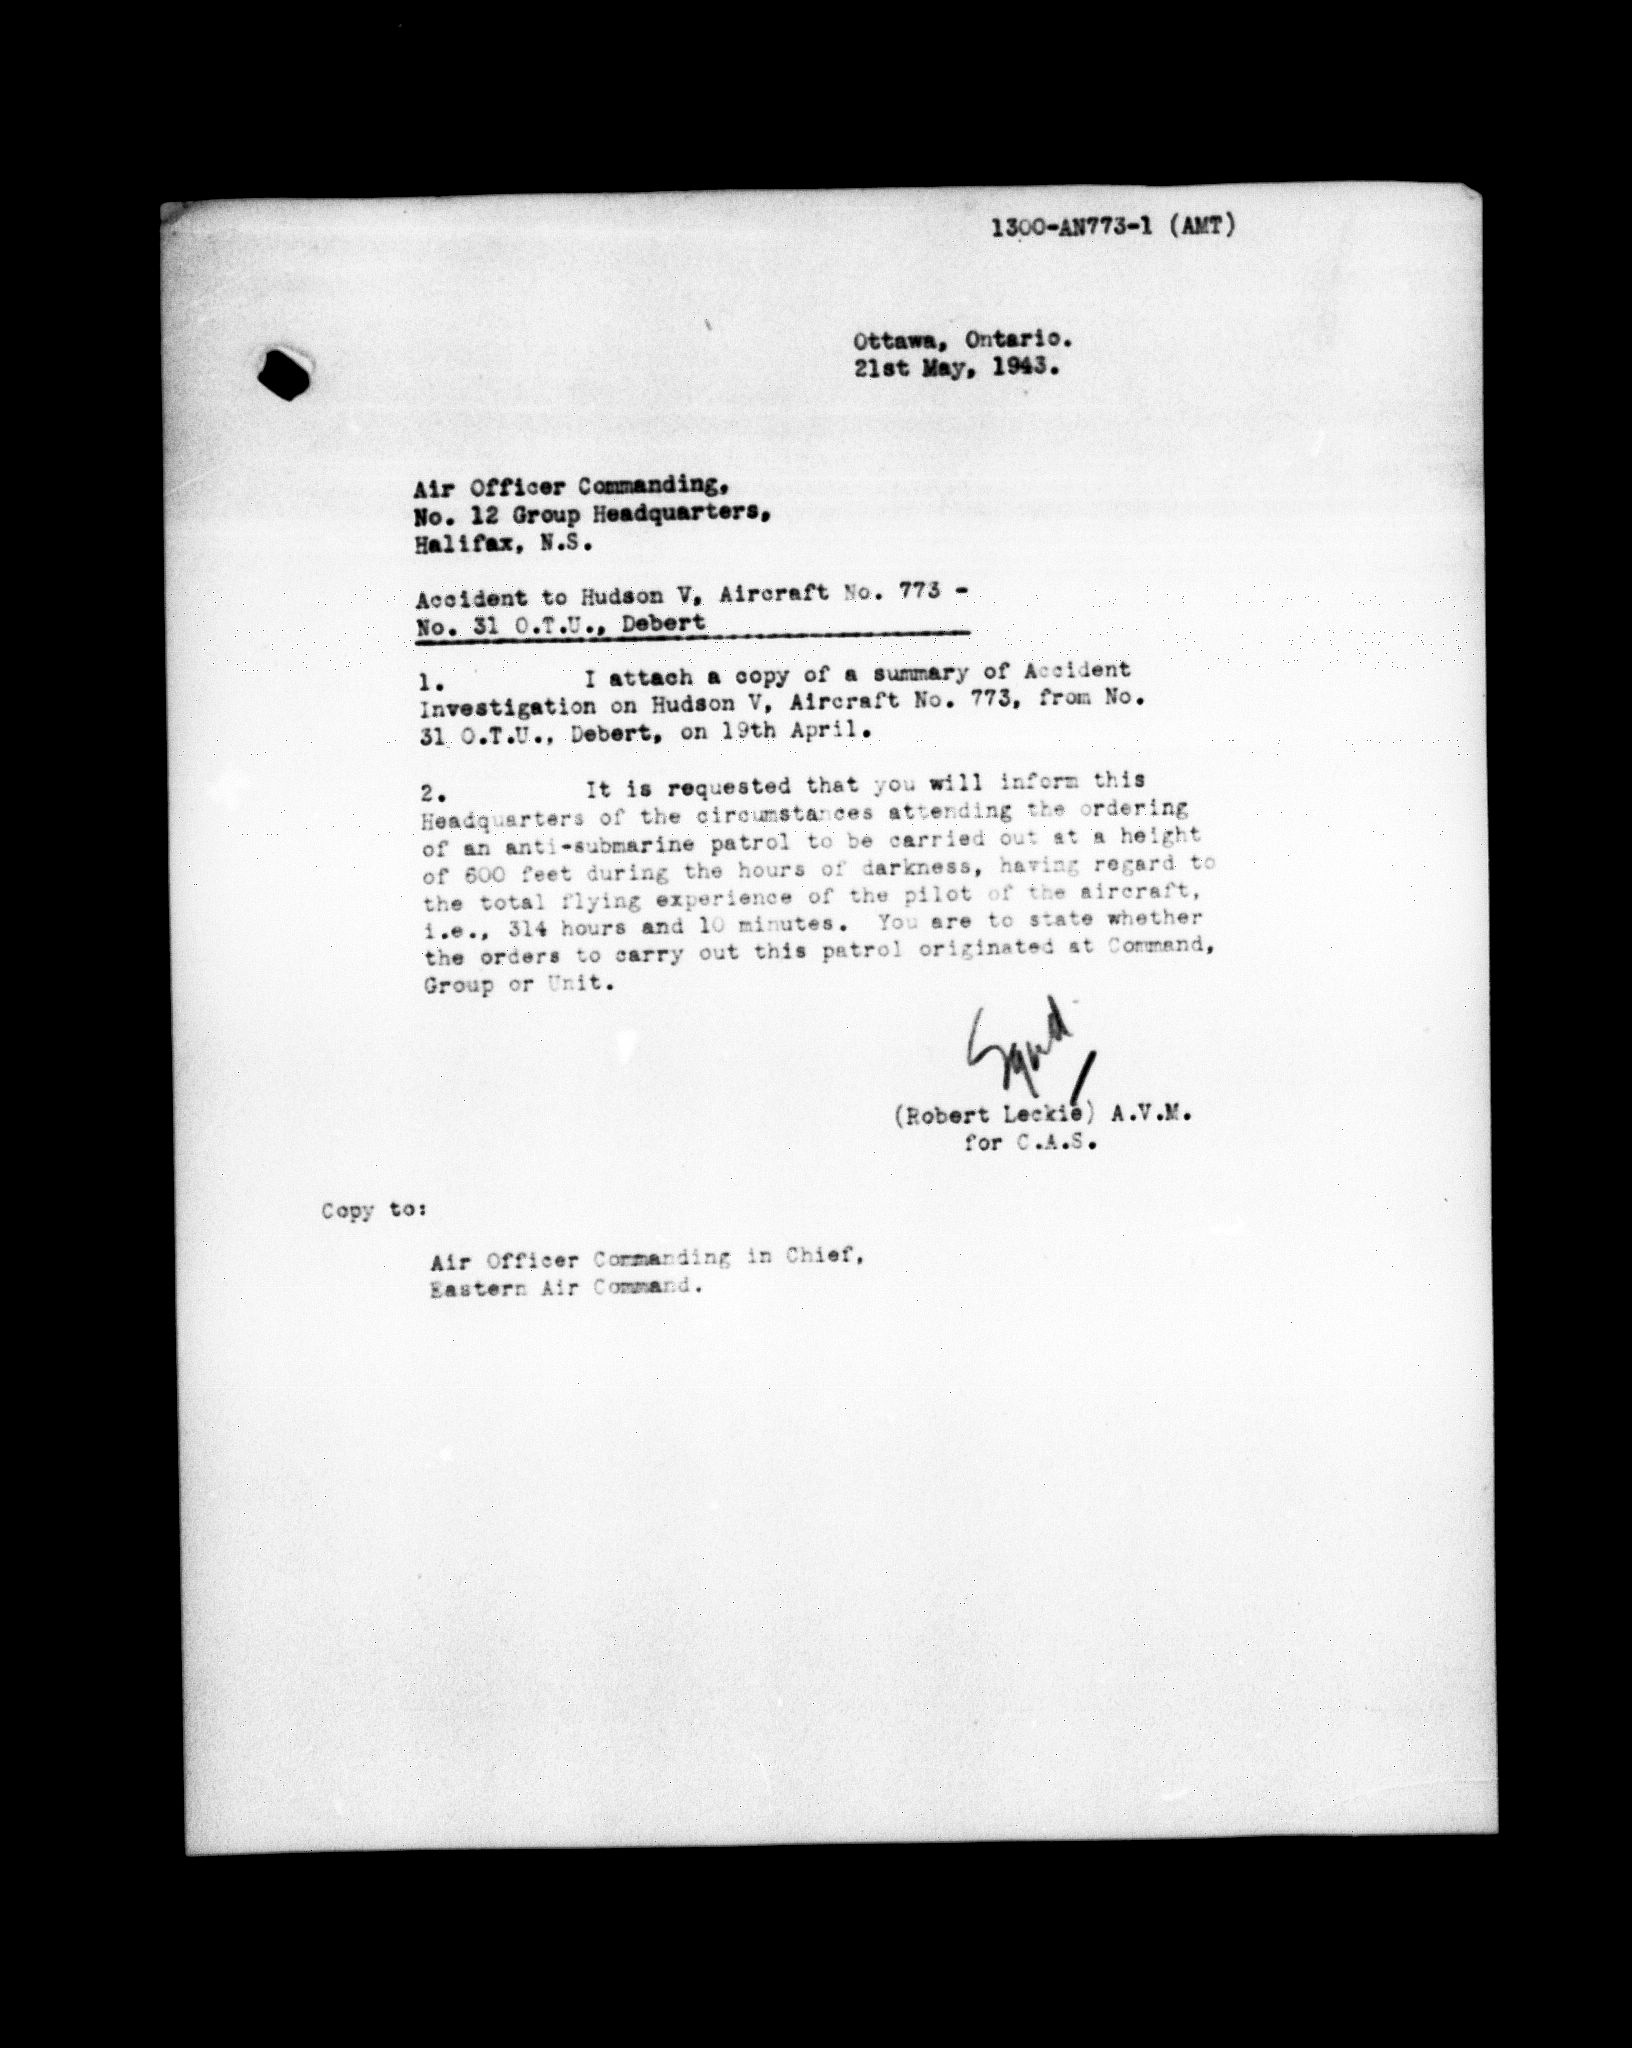 1300-AN773-1 (AMT)
Ottawa, Ontario.
21st May, 1943.
Air Officer Commanding,
No. 12 Group Headquarters,
Halifax, N.S.
Accident to Hudson V, Aircraft No. 773 -
No. 31 O.T.U., Debert
1. I attach a copy of a summary of Accident
Investigation on Hudson V, Aircraft No. 773, from No.
31 O.T.U., Debert, on 19th April.
2. It is requested that you will inform this
Headquarters of the circumstances attending the ordering
of an anti-submarine patrol to be carried out at a height
of 600 feet during the hours of darkness, having regard to
the total flying experience of the pilot of the aircraft,
i.e., 314 hours and 10 minutes. You are to state whether
the orders to carry out this patrol originated at Command,
Group or Unit.
Sgnd
(Robert Leckie) A.V.M.
for C.A.S.
Copy to:
Air Officer Commanding in Chief,
Eastern Air Command.